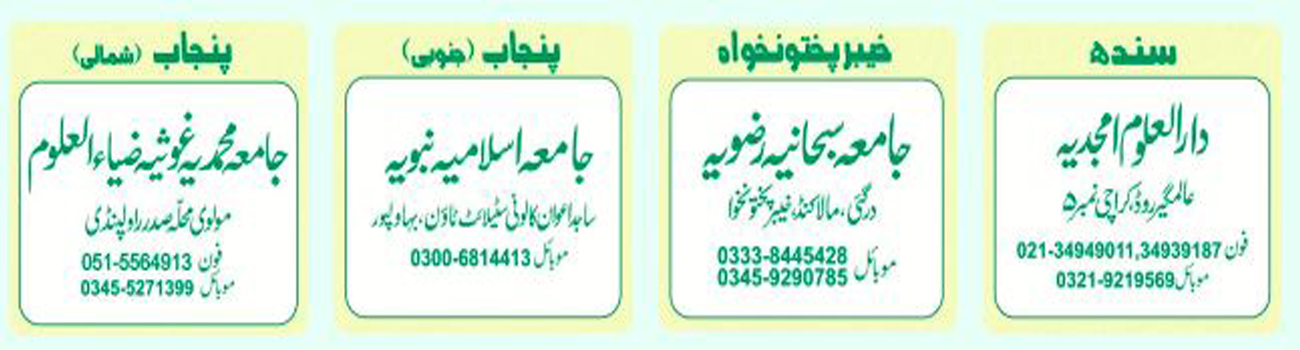 سندھ
دارالعلوم امجدیہ
عالمگیر روڈ، کراچی نمبر ۵
فون 021-34949011,34939187
موبائل 0321-9219569
خیبر پختونخواہ
جامعہ سبحانیہ رضویہ
درگئی، مالاکنڈ، خیبر پختونخوا
موبائل 0333-8445428
0345-9290785
پنجاب (جنوبی)
جامعہ اسلامیہ نبویہ
ساجد اعوان کالونی سٹیلائٹ ٹاؤن، بہاولپور
موبائل 0300-6814413
پنجاب (شمالی)
جامعہ محمدیہ غوثیہ ضیاء العلوم
مولوی محلّہ صدر راولپنڈی
فون 051-5564913
موبائل 0345-5271399